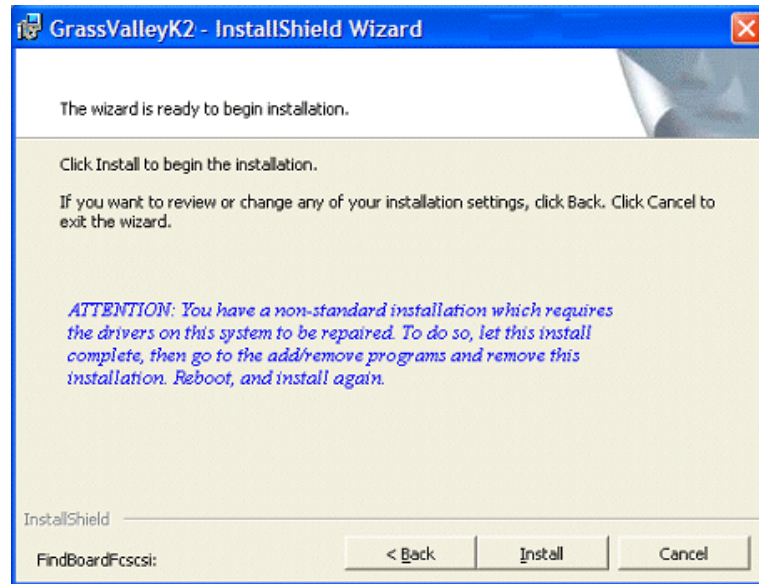 GrassValleyK2 - InstallShield Wizard
The wizard is ready to begin installation.
Click Install to begin the installation.
If you want to review or change any of your installation settings, click Back. Click Cancel to
exit the wizard.
ATTENTION: You have a non-standard installation which requires
the drivers on this system to be repaired. To do so, let this install
complete, then go to the add/remove programs and remove this
installation. Reboot, and install again.
InstallShield
FindBoardFcscsi:
< Back
Install
Cancel